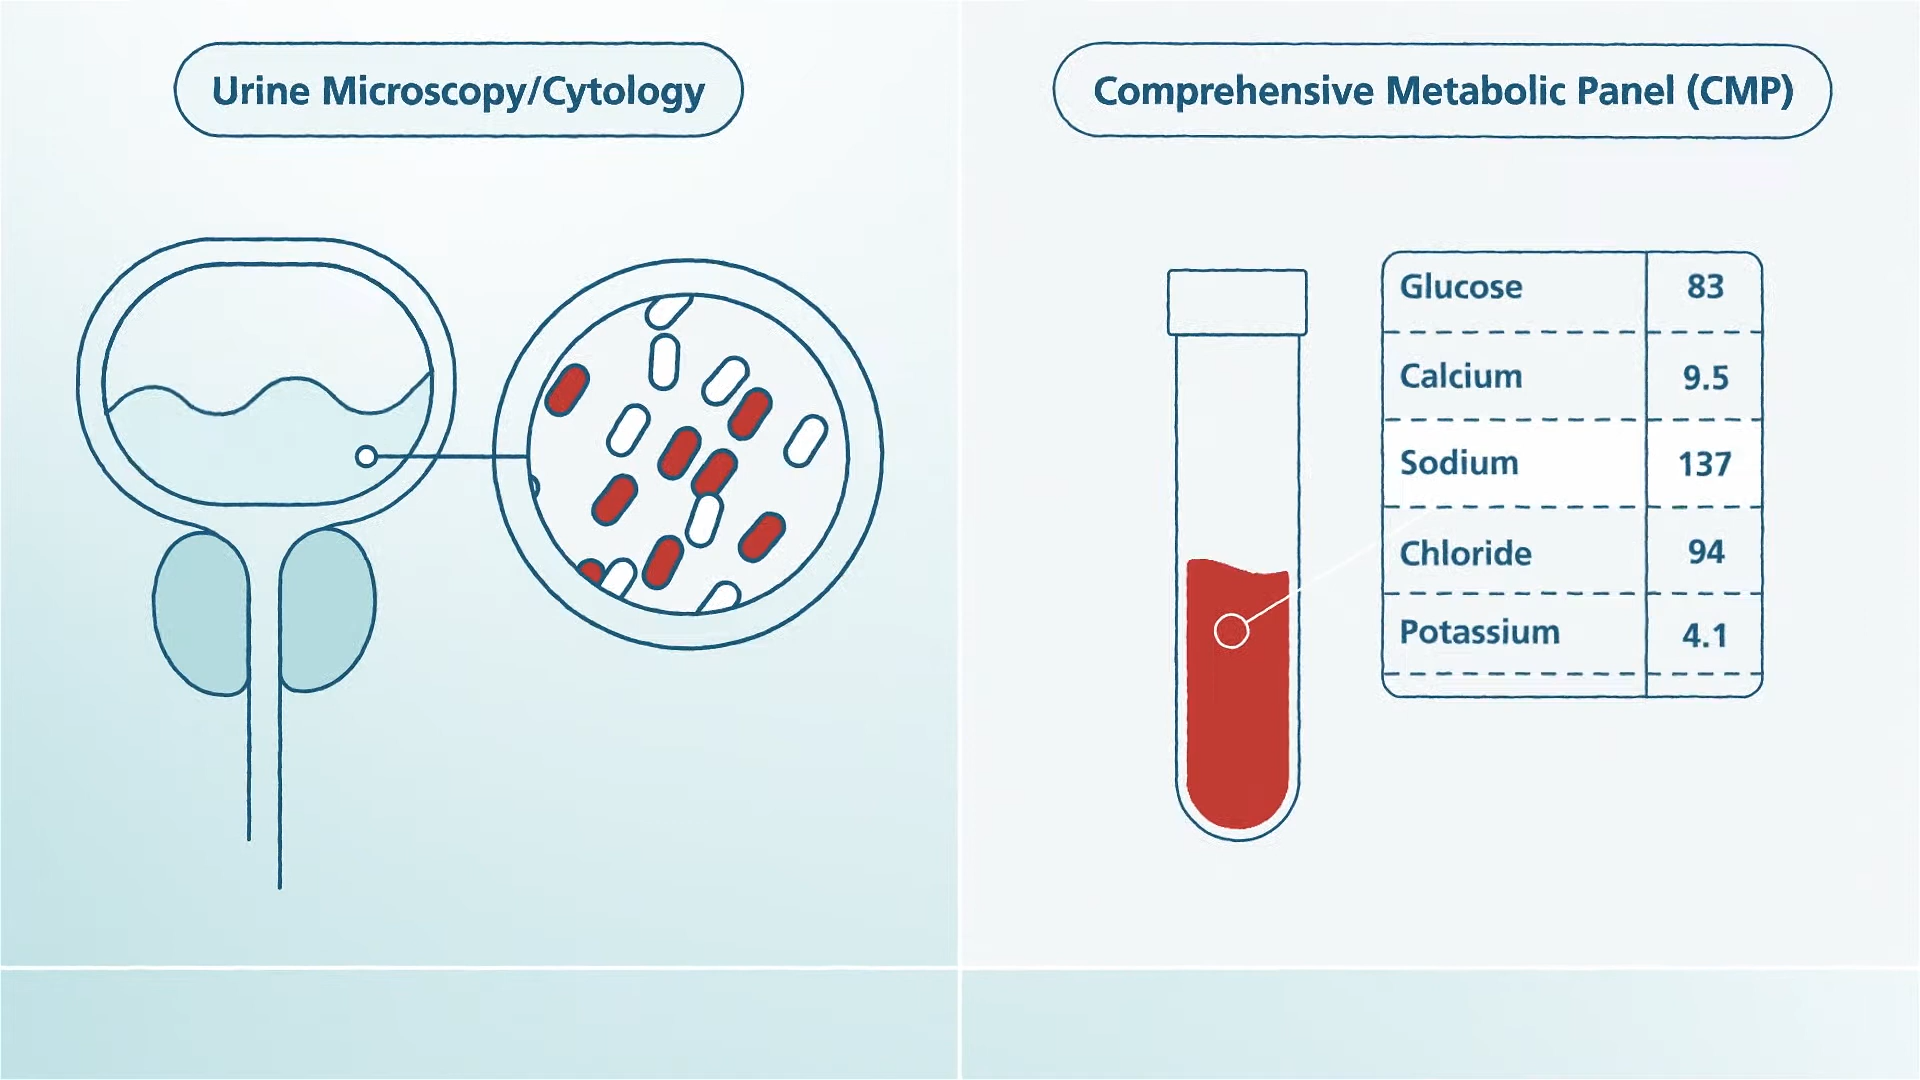 Urine Microscopy/Cytology
Comprehensive Metabolic Panel (CMP)
Glucose 83
Calcium 9.5
Sodium 137
Chloride 94
Potassium 4.1